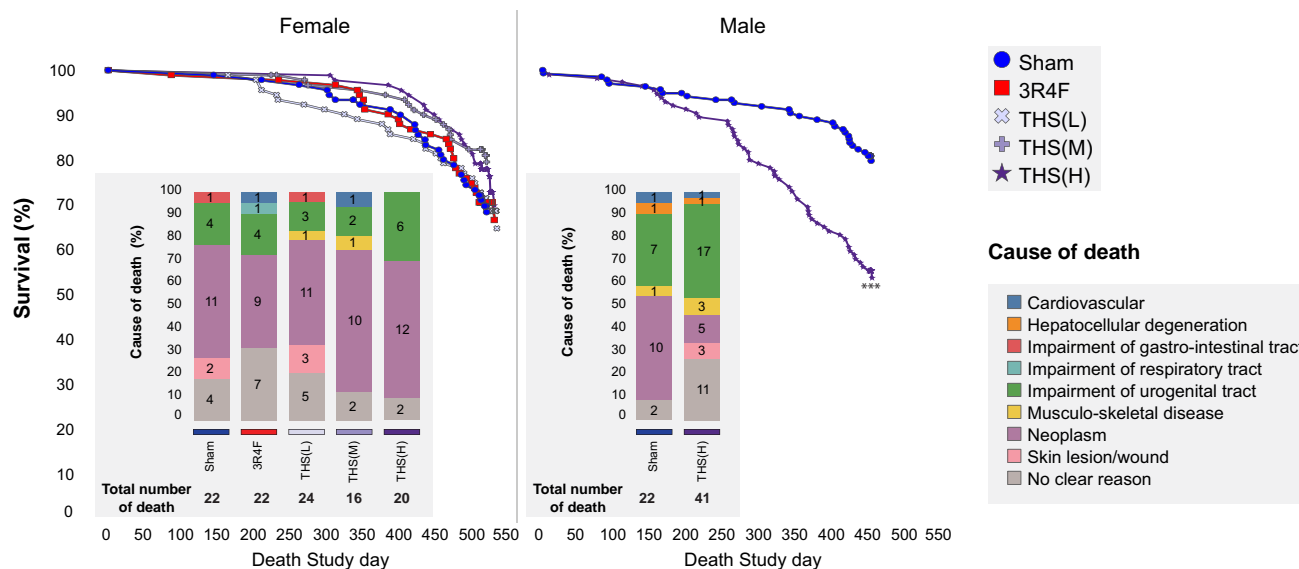 Female
Male
Survival (%)
100
90
80
70
60
50
40
30
20
10
0
Cause of death (%)
100
90
80
70
60
50
40
30
20
10
0
1
4
11
2
4
1
1
4
9
7
1
3
1
11
3
5
1
2
1
10
2
6
12
2
Sham
3R4F
THS(L)
THS(M)
THS(H)
Total number
of death
22 22 24 16 20
0 50 100 150 200 250 300 350 400 450 500 550
Death Study day
Cause of death (%)
100
90
80
70
60
50
40
30
20
10
0
1
1
7
1
10
2
1
1
17
3
5
3
11
Sham
THS(H)
Total number
of death
22 41
***
0 50 100 150 200 250 300 350 400 450 500 550
Death Study day
Sham
3R4F
THS(L)
THS(M)
THS(H)
Cause of death
Cardiovascular
Hepatocellular degeneration
Impairment of gastro-intestinal tract
Impairment of respiratory tract
Impairment of urogenital tract
Musculo-skeletal disease
Neoplasm
Skin lesion/wound
No clear reason